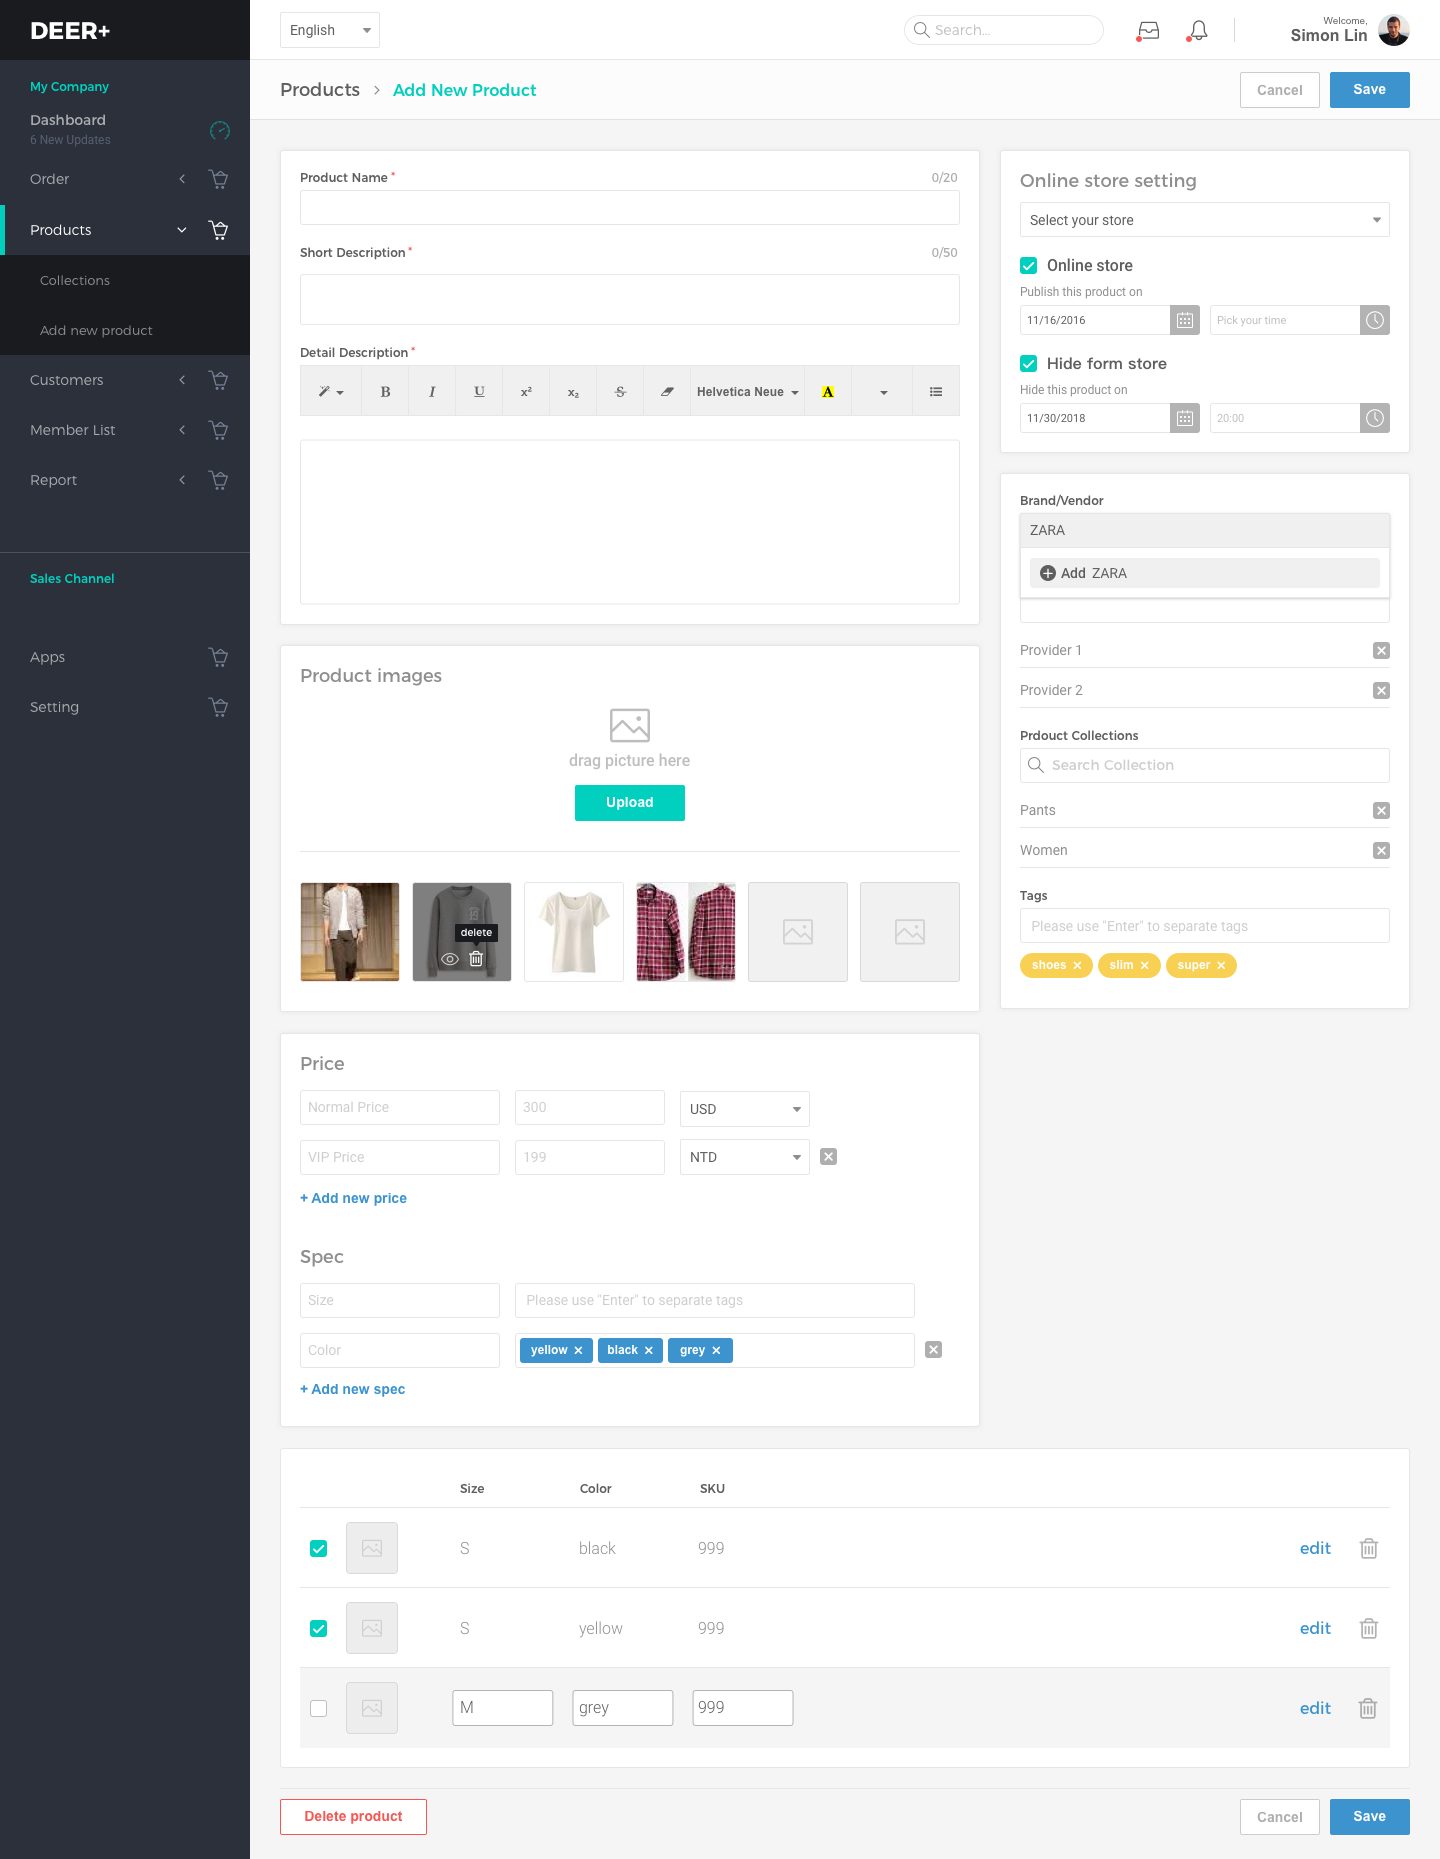 DEER+
English
Search...
Welcome,
Simon Lin
My Company
Dashboard
6 New Updates
Order
Products
Collections
Add new product
Customers
Member List
Report
Sales Channel
Apps
Setting
Products > Add New Product
Cancel
Save
Product Name *
0/20
Short Description *
0/50
Detail Description *
B
I
U
x²
x₂
S
Helvetica Neue
A
Product images
drag picture here
Upload
delete
Price
Normal Price
300
USD
VIP Price
199
NTD
+ Add new price
Spec
Size
Please use "Enter" to separate tags
Color
yellow ×
black ×
grey ×
+ Add new spec
Online store setting
Select your store
Online store
Publish this product on
11/16/2016
Pick your time
Hide form store
Hide this product on
11/30/2018
20:00
Brand/Vendor
ZARA
Add ZARA
Provider 1
Provider 2
Prdouct Collections
Search Collection
Pants
Women
Tags
Please use "Enter" to separate tags
shoes ×
slim ×
super ×
Size Color SKU
S black 999 edit
S yellow 999 edit
M grey 999 edit
Delete product
Cancel
Save